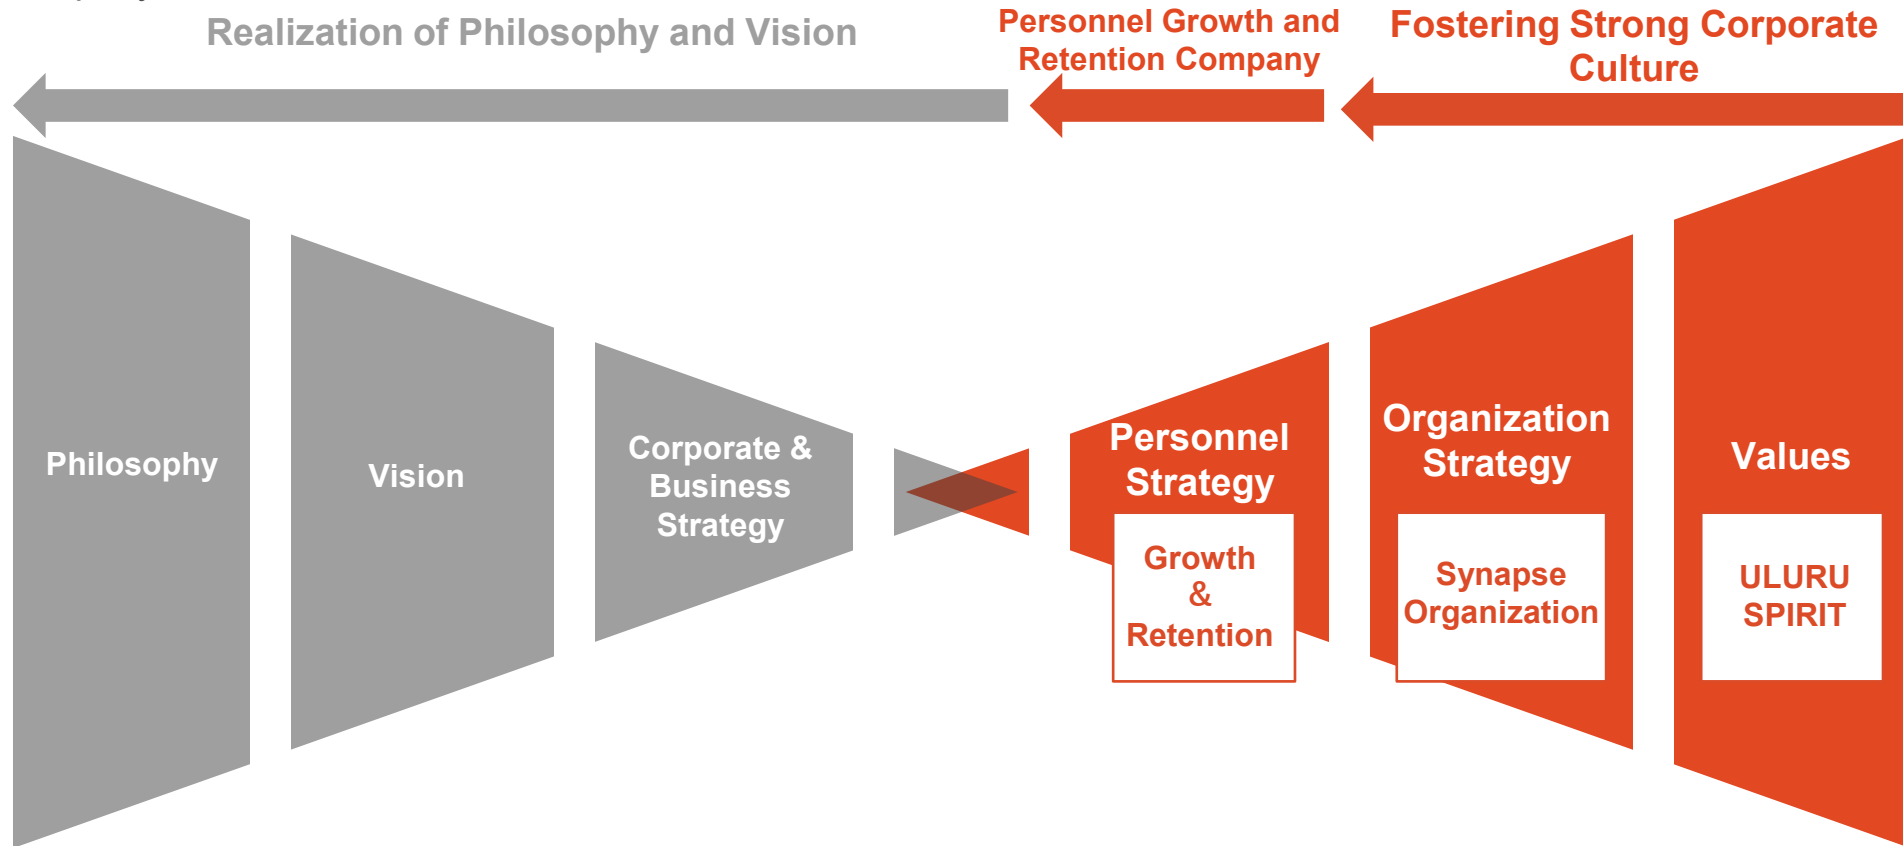 Realization of Philosophy and Vision
Personnel Growth and
Retention Company
Fostering Strong Corporate
Culture
Philosophy
Vision
Corporate &
Business
Strategy
Personnel
Strategy
Growth
&
Retention
Organization
Strategy
Synapse
Organization
Values
ULURU
SPIRIT